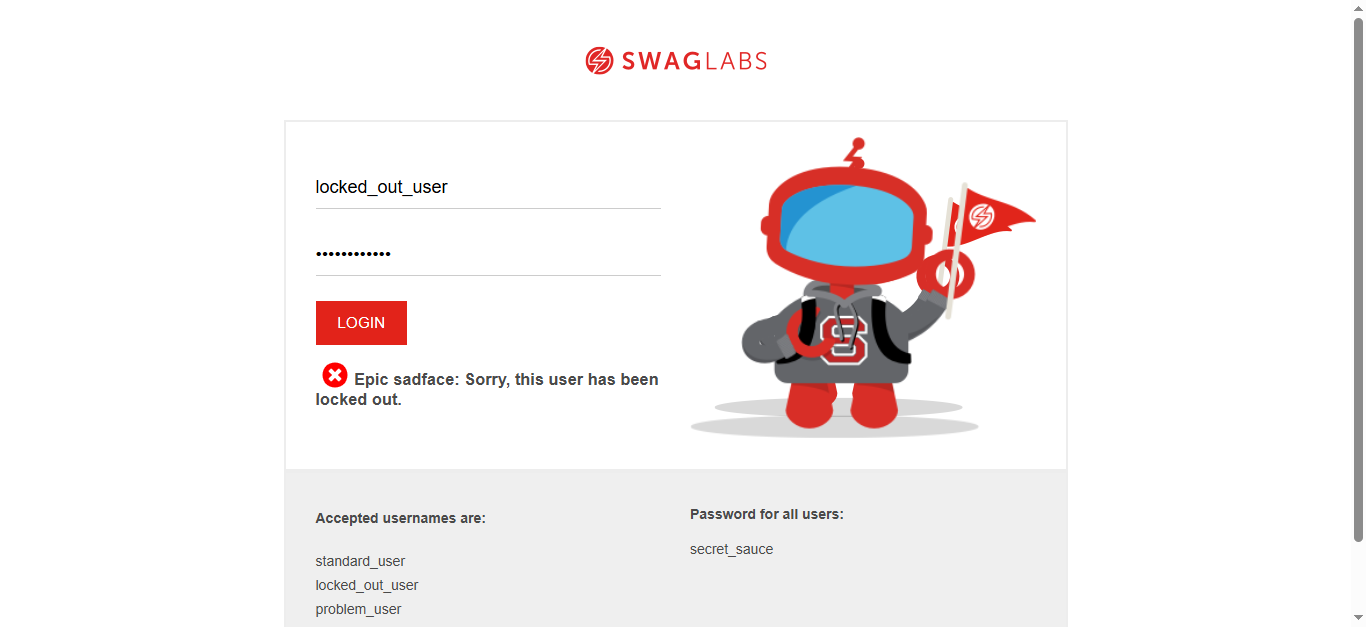 SWAGLABS
locked_out_user
••••••••••••
LOGIN
Epic sadface: Sorry, this user has been
locked out.
S
Accepted usernames are:
standard_user
locked_out_user
problem_user
Password for all users:
secret_sauce